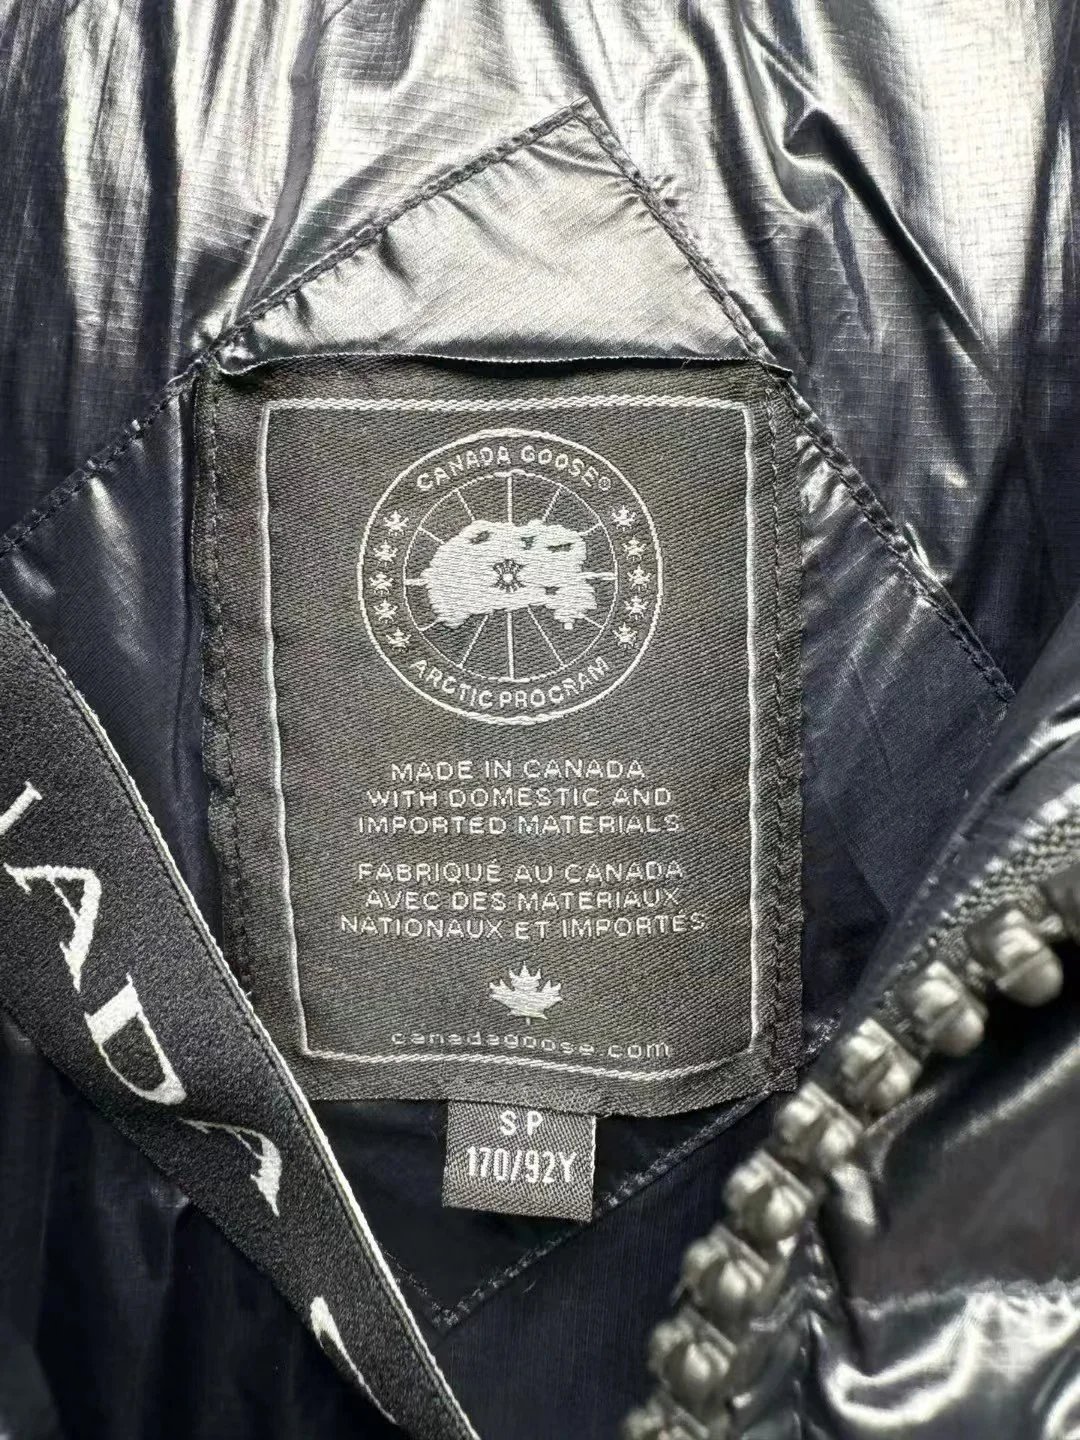 CANADA GOOSE®
ARCTIC PROGRAM
MADE IN CANADA
WITH DOMESTIC AND
IMPORTED MATERIALS
FABRIQUÉ AU CANADA
AVEC DES MATERIAUX
NATIONAUX ET IMPORTÉS
canadagoose.com
S P
170/92Y